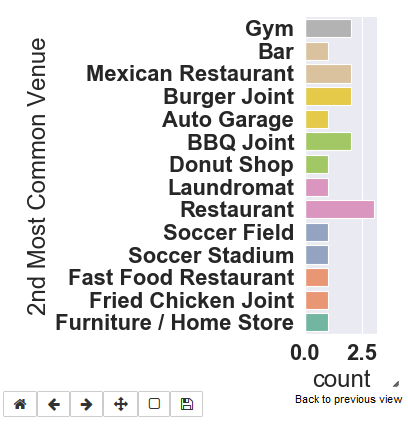 2nd Most Common Venue
Gym
Bar
Mexican Restaurant
Burger Joint
Auto Garage
BBQ Joint
Donut Shop
Laundromat
Restaurant
Soccer Field
Soccer Stadium
Fast Food Restaurant
Fried Chicken Joint
Furniture / Home Store
0.0 2.5
count
Back to previous view